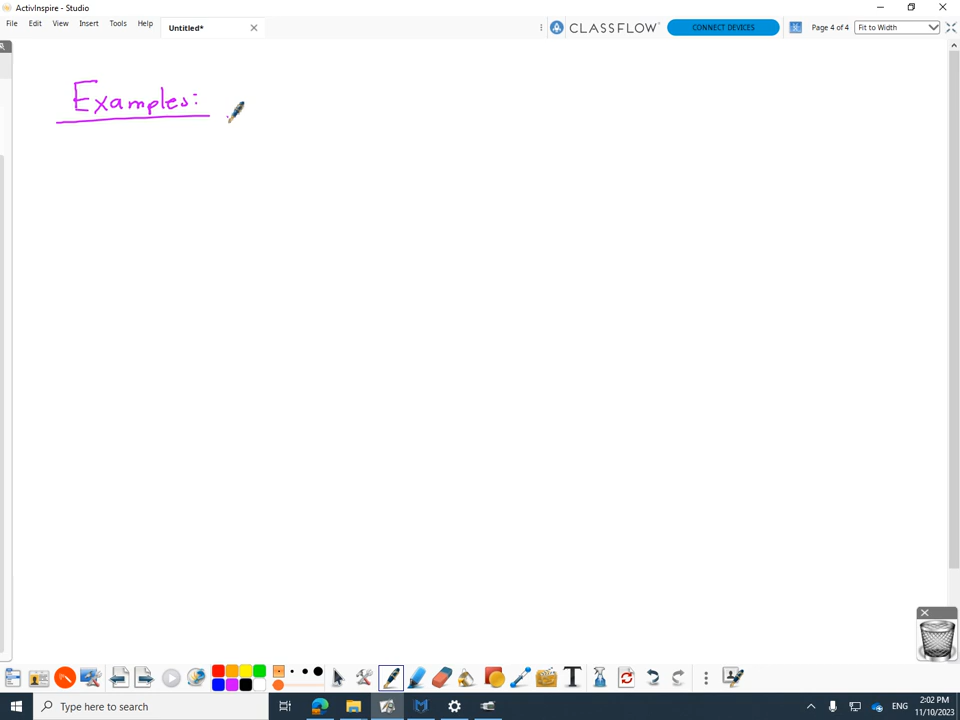 ActivInspire - Studio
File Edit View Insert Tools Help Untitled* CLASSFLOW CONNECT DEVICES Page 4 of 4 Fit to Width
Examples:
Type here to search
ENG
2:02 PM
11/10/2023